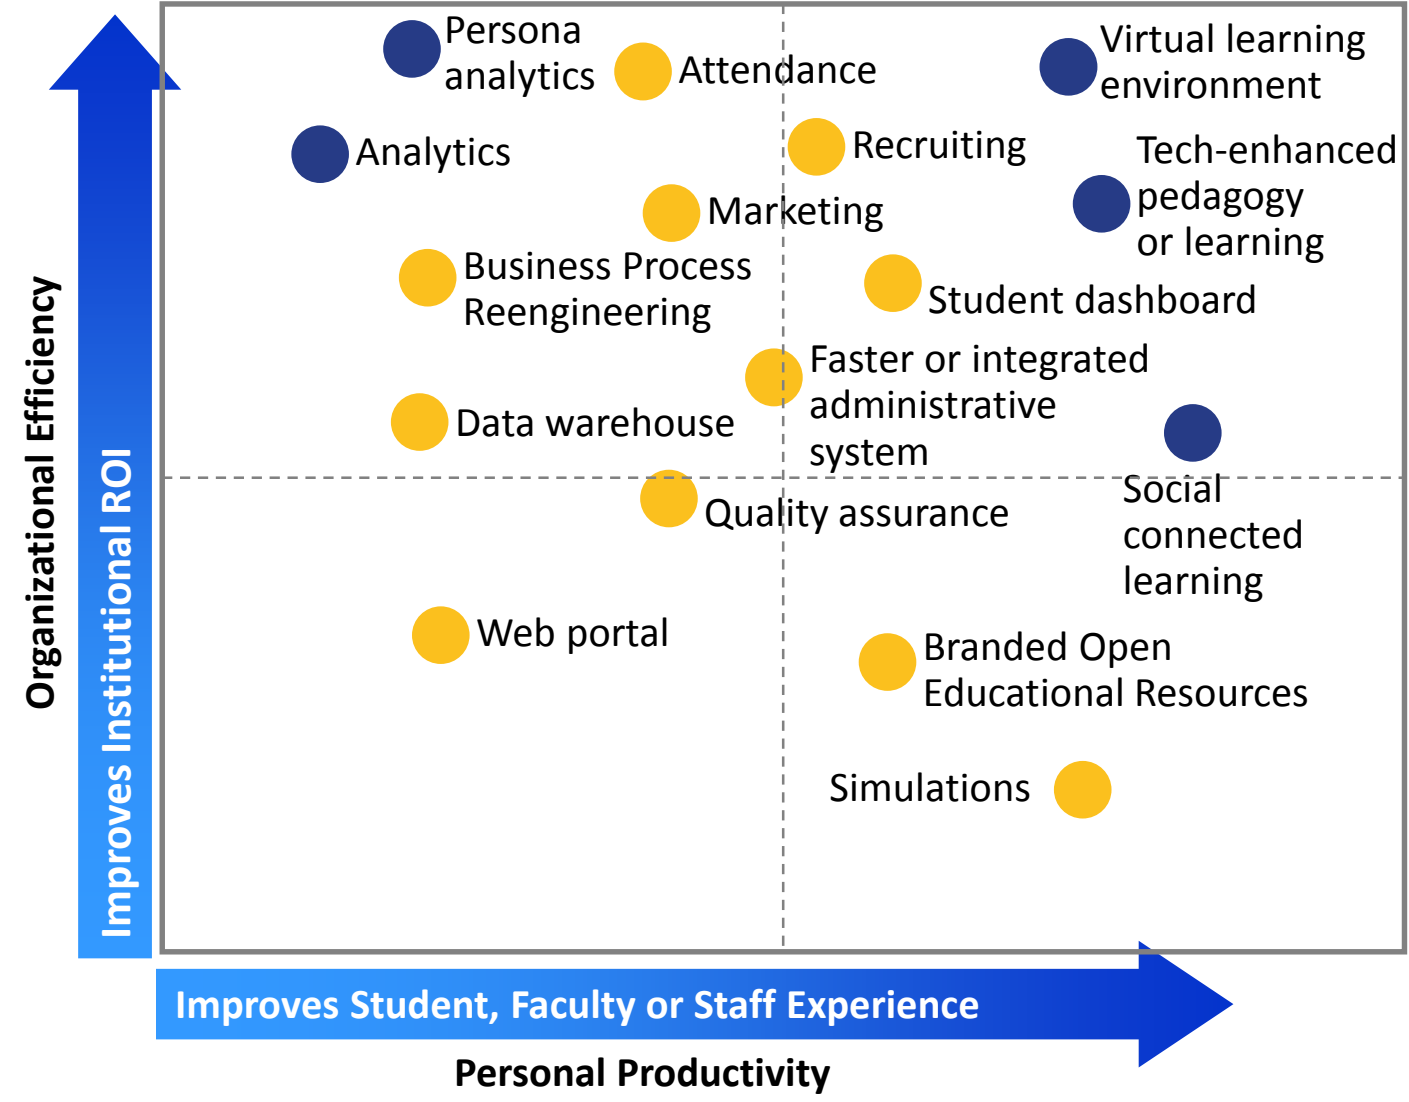 Persona
analytics
Attendance
Virtual learning
environment
Analytics
Recruiting
Tech-enhanced
pedagogy
or learning
Marketing
Business Process
Reengineering
Student dashboard
Faster or integrated
administrative
system
Data warehouse
Social
connected
learning
Quality assurance
Web portal
Branded Open
Educational Resources
Simulations
Organizational Efficiency
Improves Institutional ROI
Improves Student, Faculty or Staff Experience
Personal Productivity